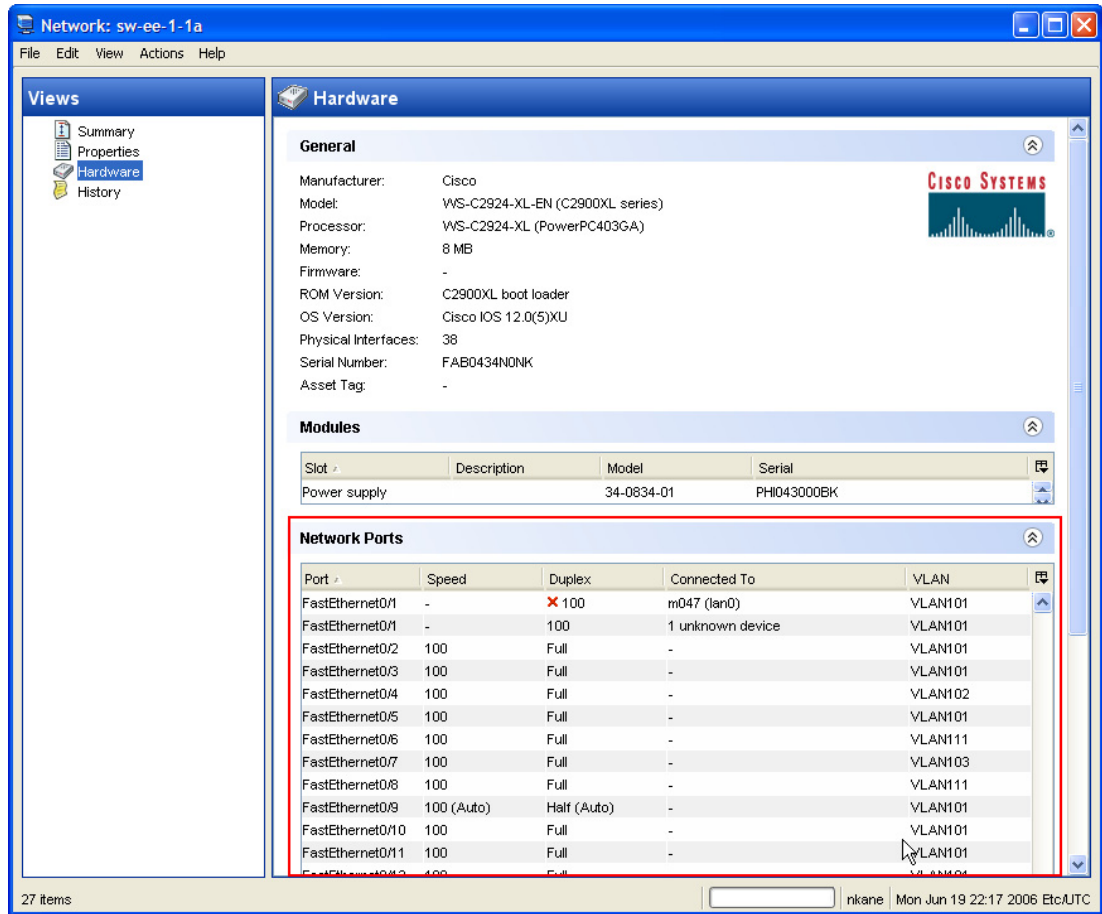 Network: sw-ee-1-1a
File Edit View Actions Help
Views
Summary
Properties
Hardware
History
Hardware
General
Manufacturer: Cisco
Model: WS-C2924-XL-EN (C2900XL series)
Processor: WS-C2924-XL (PowerPC403GA)
Memory: 8 MB
Firmware: -
ROM Version: C2900XL boot loader
OS Version: Cisco IOS 12.0(5)XU
Physical Interfaces: 38
Serial Number: FAB0434N0NK
Asset Tag: -
CISCO SYSTEMS
Modules
Slot Description Model Serial
Power supply 34-0834-01 PHI043000BK
Network Ports
Port Speed Duplex Connected To VLAN
FastEthernet0/1 - 100 m047 (lan0) VLAN101
FastEthernet0/1 - 100 1 unknown device VLAN101
FastEthernet0/2 100 Full - VLAN101
FastEthernet0/3 100 Full - VLAN101
FastEthernet0/4 100 Full - VLAN102
FastEthernet0/5 100 Full - VLAN101
FastEthernet0/6 100 Full - VLAN111
FastEthernet0/7 100 Full - VLAN103
FastEthernet0/8 100 Full - VLAN111
FastEthernet0/9 100 (Auto) Half (Auto) - VLAN101
FastEthernet0/10 100 Full - VLAN101
FastEthernet0/11 100 Full - VLAN101
27 items nkane Mon Jun 19 22:17 2006 Etc/UTC